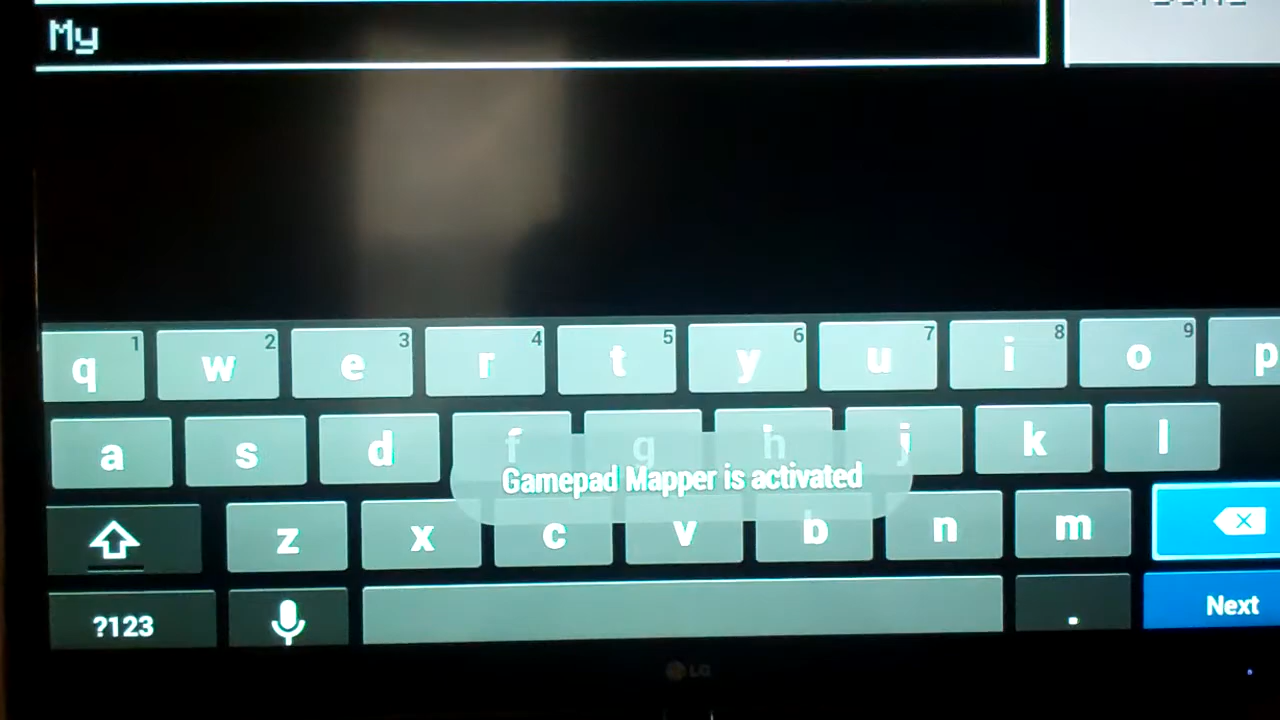 My
1 2 3 4 5 6 7 8 9
q w e r t y u i o p
a s d f g h j k l
Gamepad Mapper is activated
z x c v b n m
?123 . Next
LG